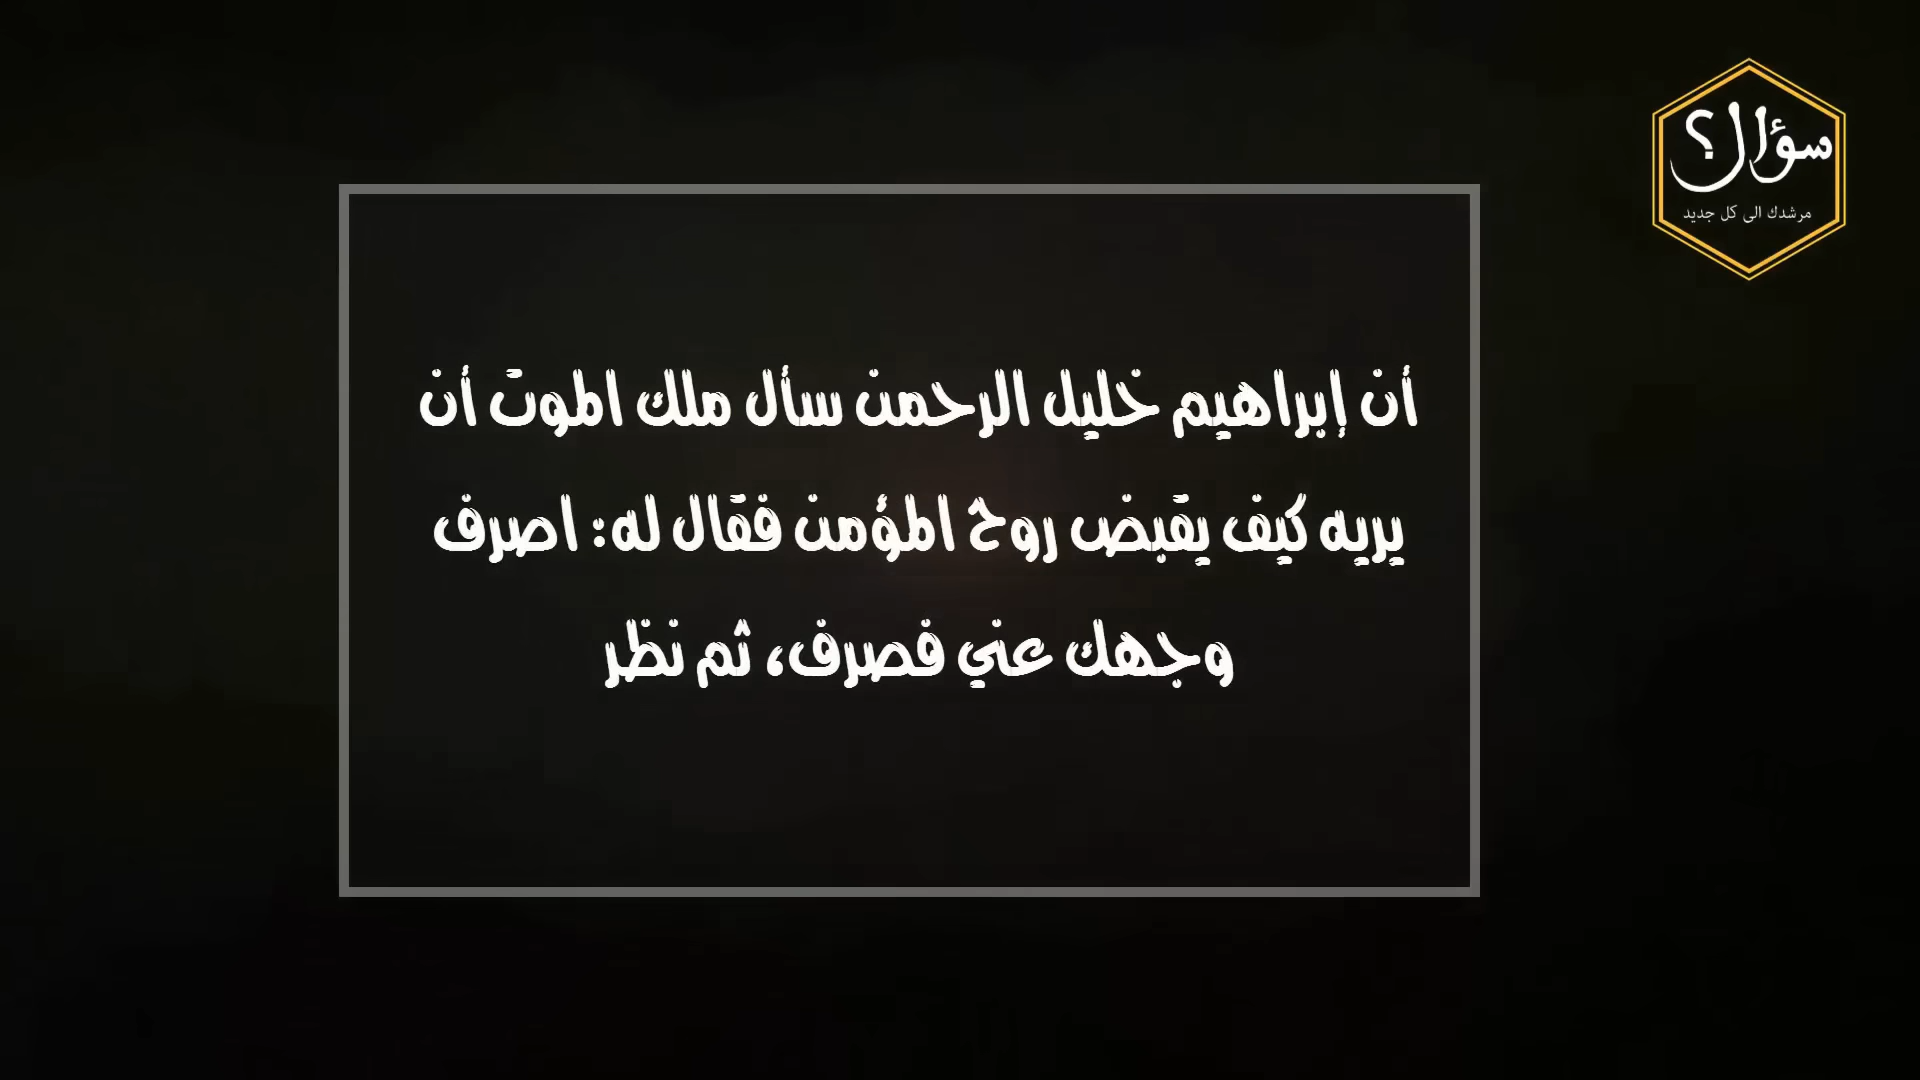 سؤال؟
مرشدك الى كل جديد
أن إبراهيم خليل الرحمن سأل ملك الموت أن
يريه كيف يقبض روح المؤمن فقال له: اصرف
وجهك عني فصرف، ثم نظر